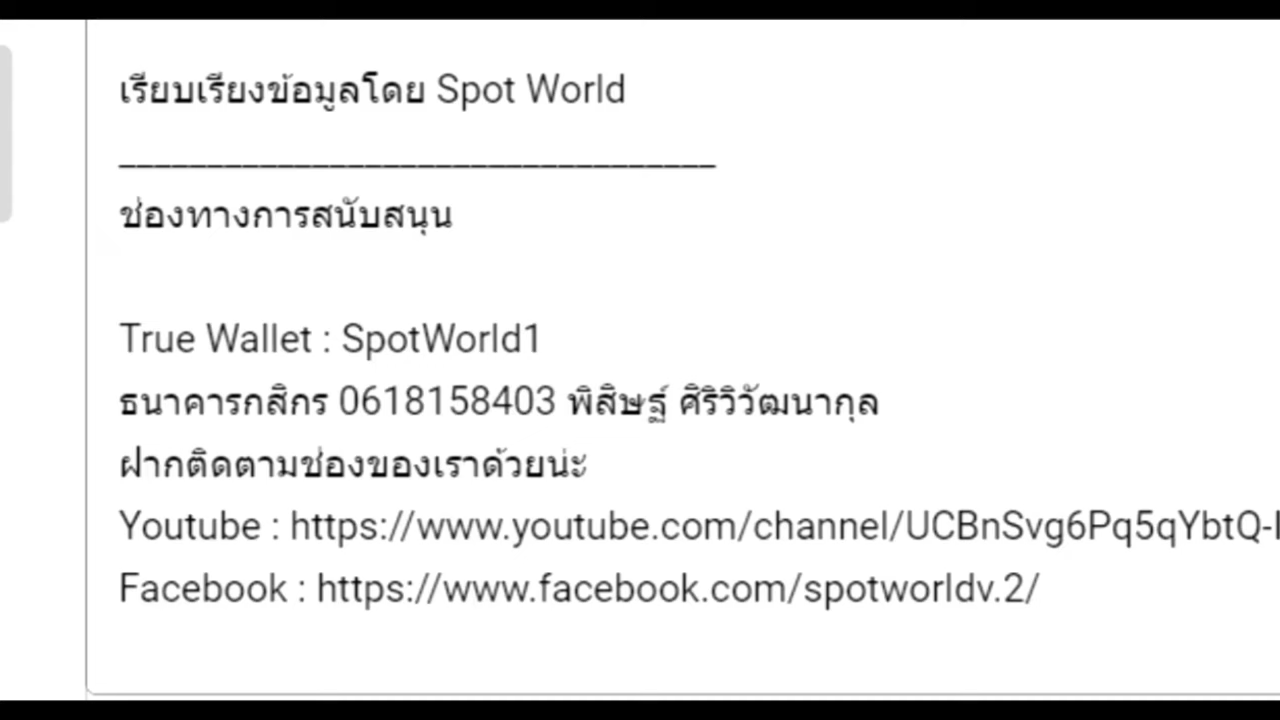 เรียบเรียงข้อมูลโดย Spot World
__________________________________
ช่องทางการสนับสนุน
True Wallet : SpotWorld1
ธนาคารกสิกร 0618158403 พิสิษฐ์ ศิริวิวัฒนากุล
ฝากติดตามช่องของเราด้วยน่ะ
Youtube : https://www.youtube.com/channel/UCBnSvg6Pq5qYbtQ-
Facebook : https://www.facebook.com/spotworldv.2/